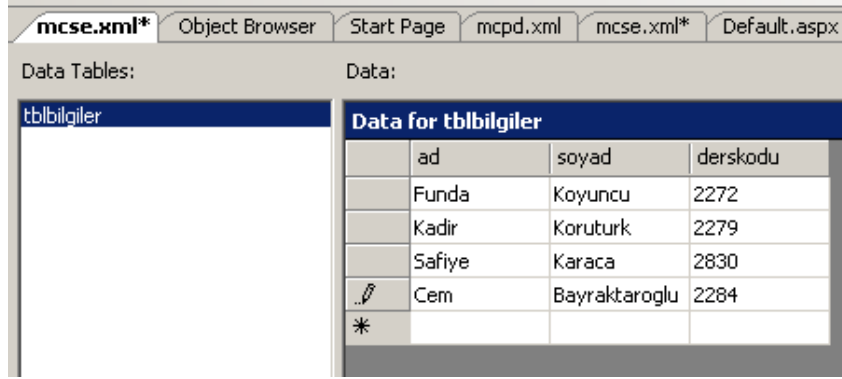 mcse.xml* Object Browser Start Page mcpd.xml mcse.xml* Default.aspx
Data Tables: Data:
tblbilgiler
Data for tblbilgiler
ad soyad derskodu
Funda Koyuncu 2272
Kadir Koruturk 2279
Safiye Karaca 2830
Cem Bayraktaroglu 2284